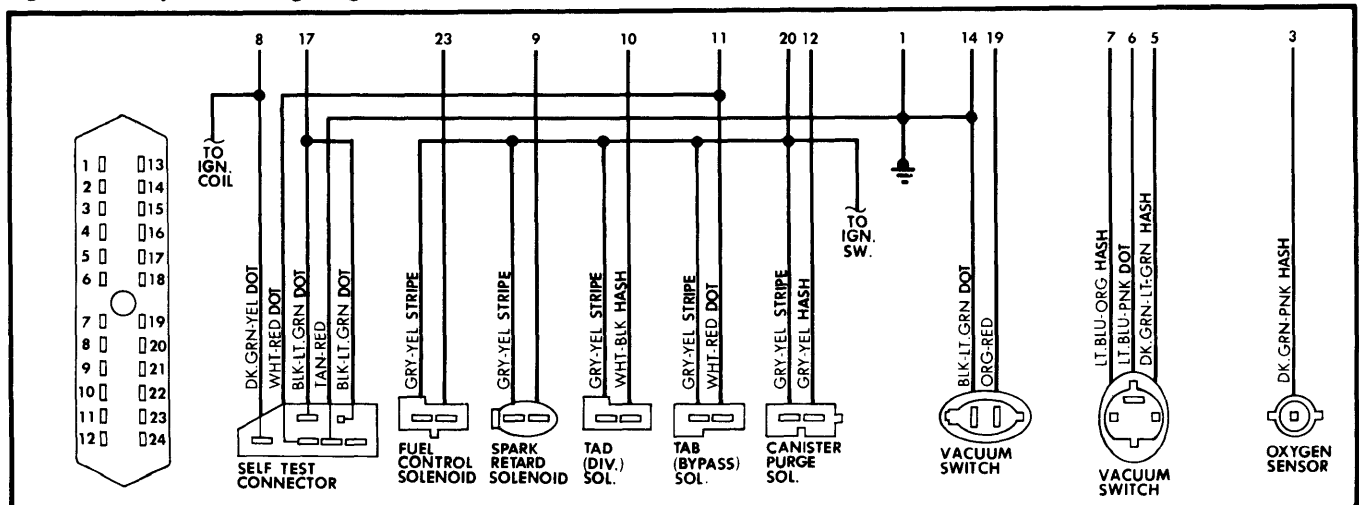 8 17 23 9 10 11 20 12 1 14 19 7 6 5 3
TO
IGN.
COIL
TO
IGN.
SW.
1 13
2 14
3 15
4 16
5 17
6 18
7 19
8 20
9 21
10 22
11 23
12 24
DK.GRN-YEL DOT
WHT-RED DOT
BLK-LT.GRN DOT
TAN-RED
BLK-LT.GRN DOT
GRY-YEL STRIPE
GRY-YEL STRIPE
GRY-YEL STRIPE
WHT-BLK HASH
GRY-YEL STRIPE
WHT-RED DOT
GRY-YEL STRIPE
GRY-YEL HASH
BLK-LT.GRN DOT
ORG-RED
LT.BLU-ORG HASH
LT.BLU-PNK DOT
DK.GRN-LT-GRN HASH
DK.GRN-PNK HASH
SELF TEST
CONNECTOR
FUEL
CONTROL
SOLENOID
SPARK
RETARD
SOLENOID
TAD
(DIV.)
SOL.
TAB
(BYPASS)
SOL.
CANISTER
PURGE
SOL.
VACUUM
SWITCH
VACUUM
SWITCH
OXYGEN
SENSOR